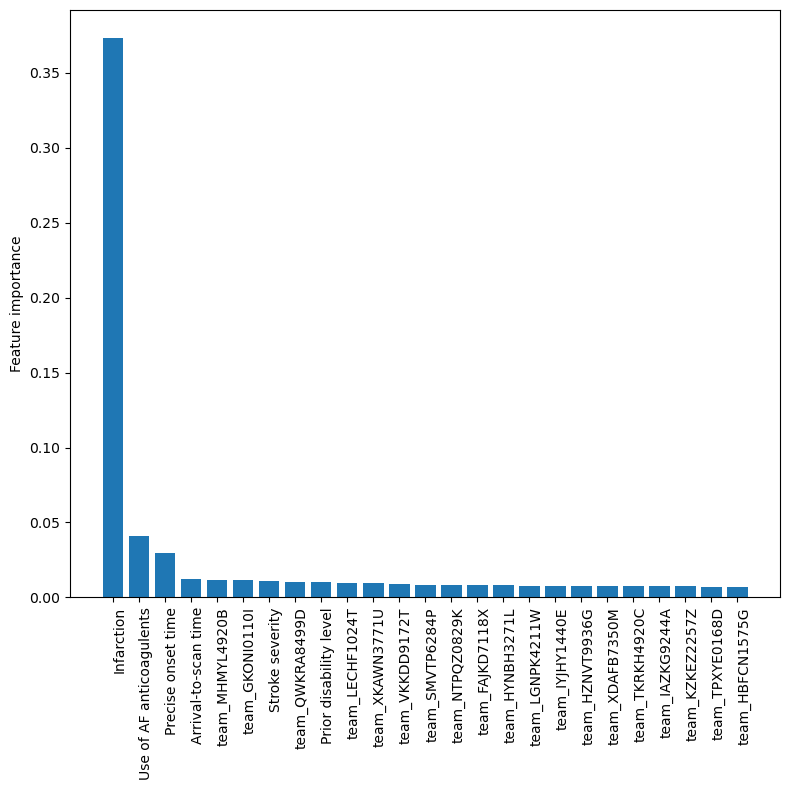 Feature importance
0.35
0.30
0.25
0.20
0.15
0.10
0.05
0.00
Infarction
Use of AF anticoagulents
Precise onset time
Arrival-to-scan time
team_MHMYL4920B
team_GKONI0110I
Stroke severity
team_QWKRA8499D
Prior disability level
team_LECHF1024T
team_XKAWN3771U
team_VKKDD9172T
team_SMVTP6284P
team_NTPQZ0829K
team_FAJKD7118X
team_HYNBH3271L
team_LGNPK4211W
team_IYJHY1440E
team_HZNVT9936G
team_XDAFB7350M
team_TKRKH4920C
team_IAZKG9244A
team_KZKEZ2257Z
team_TPXYE0168D
team_HBFCN1575G